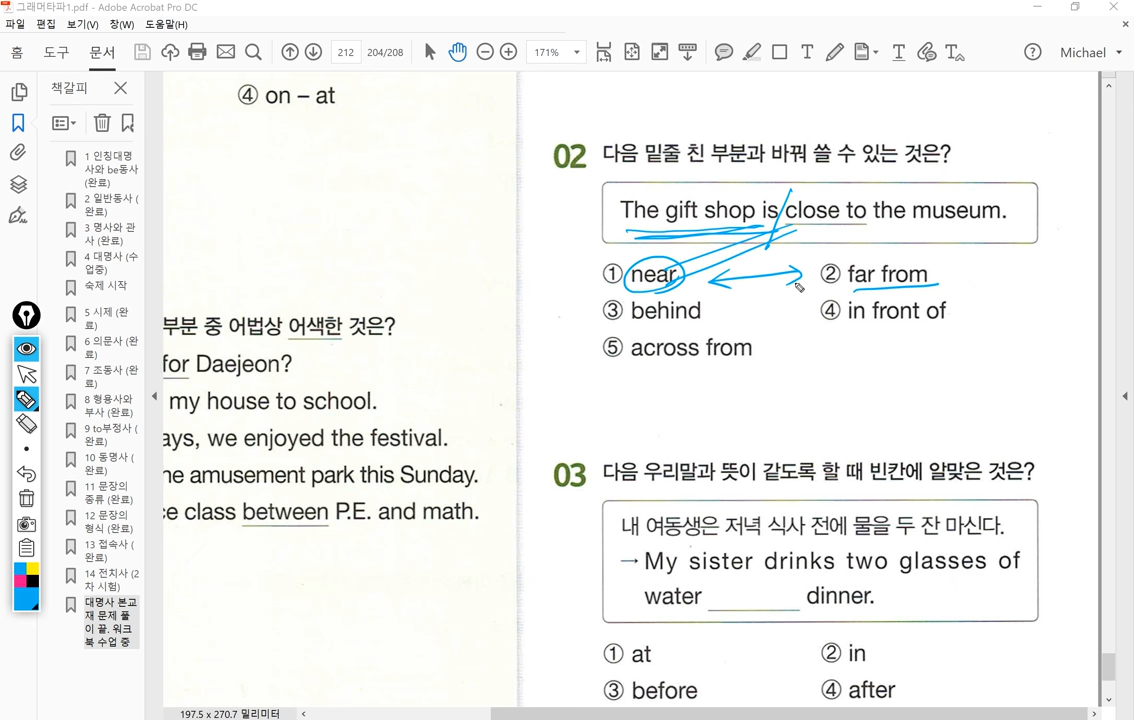 그래머타파1.pdf - Adobe Acrobat Pro DC
파일 편집 보기(V) 창(W) 도움말(H)
홈 도구 문서 212 204/208 171% Michael
책갈피
1 인칭대명
사와 be동사
(완료)
2 일반동사 (
완료)
3 명사와 관
사 (완료)
4 대명사 (수
업중)
숙제 시작
5 시제 (완
료)
6 의문사 (완
료)
7 조동사 (완
료)
8 형용사와
부사 (완료)
9 to부정사 (
완료)
10 동명사 (
완료)
11 문장의
종류 (완료)
12 문장의
형식 (완료)
13 접속사 (
완료)
14 전치사 (2
차 시험)
대명사 본교
재 문제 풀
이 끝. 워크
북 수업 중
④ on – at
부분 중 어법상 어색한 것은?
for Daejeon?
my house to school.
ays, we enjoyed the festival.
ne amusement park this Sunday.
ce class between P.E. and math.
02 다음 밑줄 친 부분과 바꿔 쓸 수 있는 것은?
The gift shop is close to the museum.
① near ② far from
③ behind ④ in front of
⑤ across from
03 다음 우리말과 뜻이 같도록 할 때 빈칸에 알맞은 것은?
내 여동생은 저녁 식사 전에 물을 두 잔 마신다.
→ My sister drinks two glasses of
water ________ dinner.
① at ② in
③ before ④ after
197.5 x 270.7 밀리미터